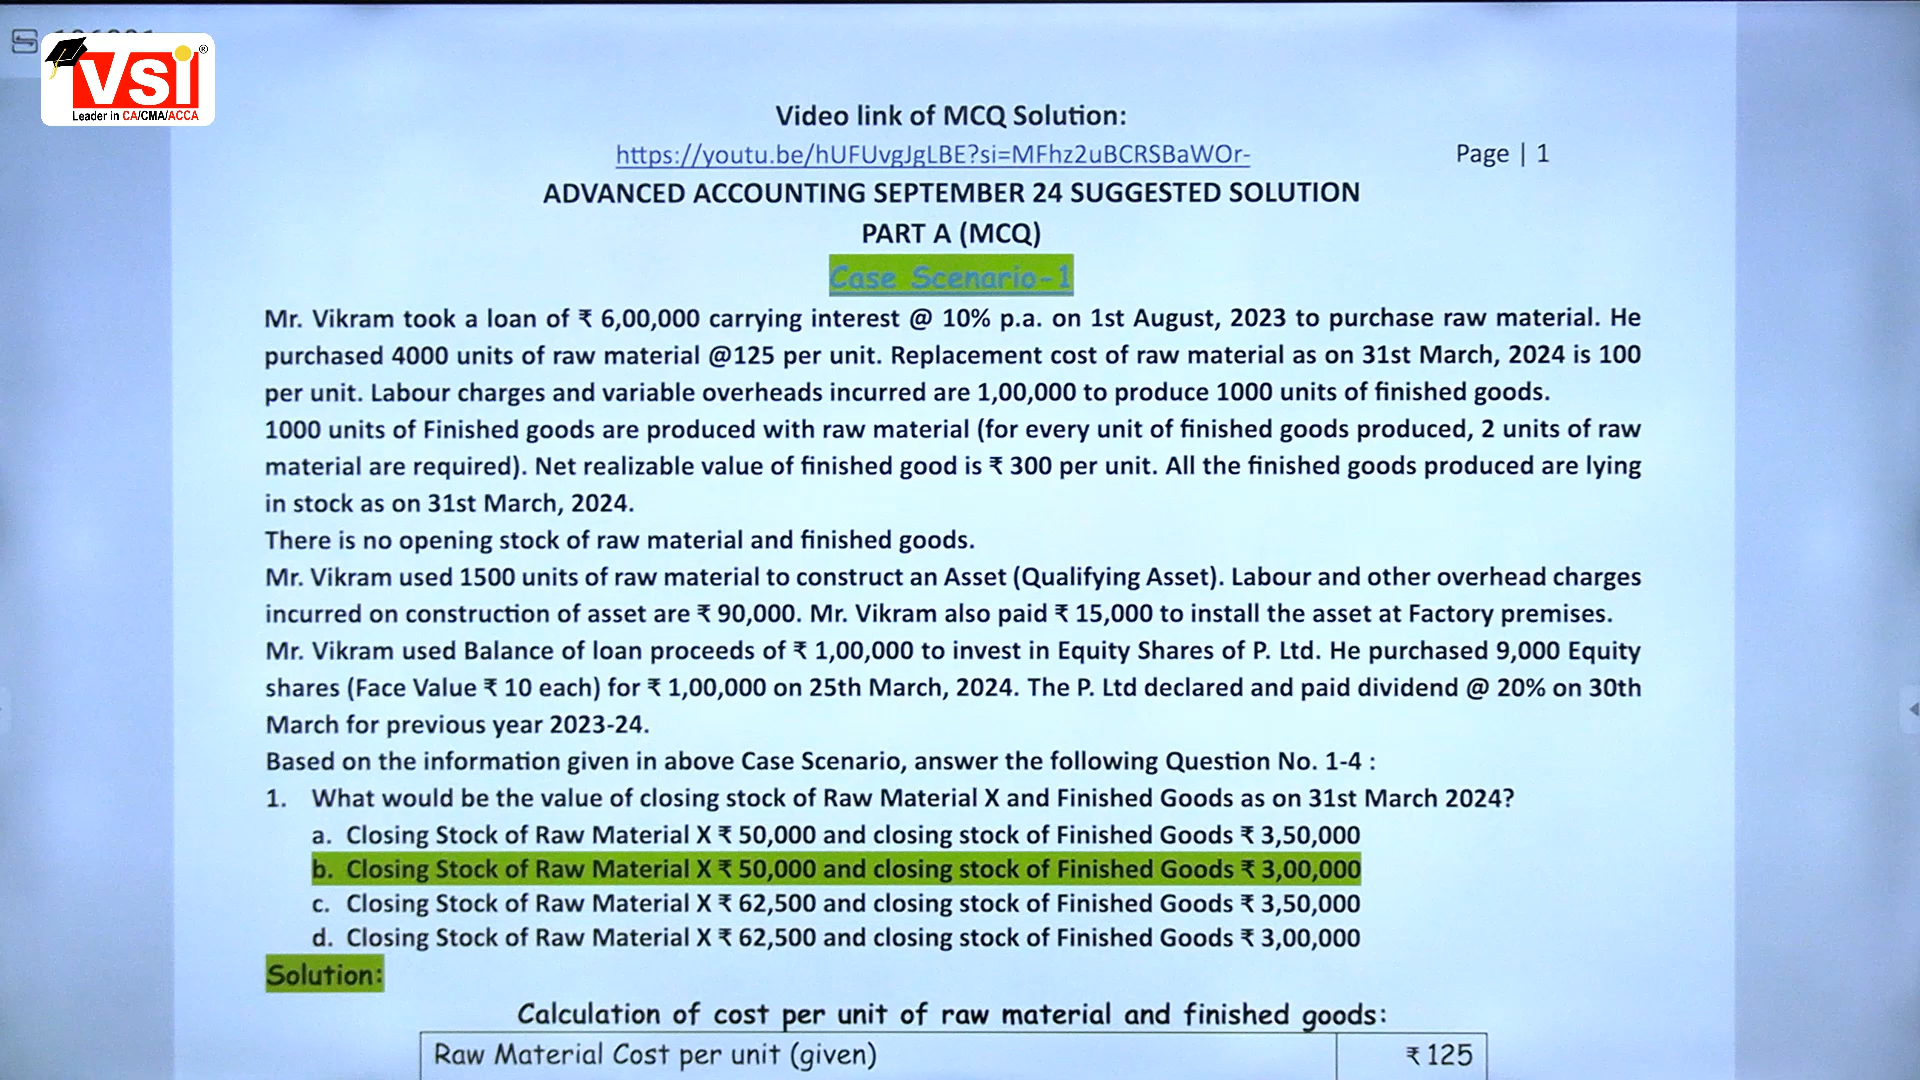 VSI ®
Leader in CA/CMA/ACCA
Video link of MCQ Solution:
https://youtu.be/hUFUvgJgLBE?si=MFhz2uBCRSBaWOr-
Page | 1
ADVANCED ACCOUNTING SEPTEMBER 24 SUGGESTED SOLUTION
PART A (MCQ)
Case Scenario-1
Mr. Vikram took a loan of ₹ 6,00,000 carrying interest @ 10% p.a. on 1st August, 2023 to purchase raw material. He
purchased 4000 units of raw material @125 per unit. Replacement cost of raw material as on 31st March, 2024 is 100
per unit. Labour charges and variable overheads incurred are 1,00,000 to produce 1000 units of finished goods.
1000 units of Finished goods are produced with raw material (for every unit of finished goods produced, 2 units of raw
material are required). Net realizable value of finished good is ₹ 300 per unit. All the finished goods produced are lying
in stock as on 31st March, 2024.
There is no opening stock of raw material and finished goods.
Mr. Vikram used 1500 units of raw material to construct an Asset (Qualifying Asset). Labour and other overhead charges
incurred on construction of asset are ₹ 90,000. Mr. Vikram also paid ₹ 15,000 to install the asset at Factory premises.
Mr. Vikram used Balance of loan proceeds of ₹ 1,00,000 to invest in Equity Shares of P. Ltd. He purchased 9,000 Equity
shares (Face Value ₹ 10 each) for ₹ 1,00,000 on 25th March, 2024. The P. Ltd declared and paid dividend @ 20% on 30th
March for previous year 2023-24.
Based on the information given in above Case Scenario, answer the following Question No. 1-4 :
1. What would be the value of closing stock of Raw Material X and Finished Goods as on 31st March 2024?
a. Closing Stock of Raw Material X ₹ 50,000 and closing stock of Finished Goods ₹ 3,50,000
b. Closing Stock of Raw Material X ₹ 50,000 and closing stock of Finished Goods ₹ 3,00,000
c. Closing Stock of Raw Material X ₹ 62,500 and closing stock of Finished Goods ₹ 3,50,000
d. Closing Stock of Raw Material X ₹ 62,500 and closing stock of Finished Goods ₹ 3,00,000
Solution:
Calculation of cost per unit of raw material and finished goods:
Raw Material Cost per unit (given) ₹ 125